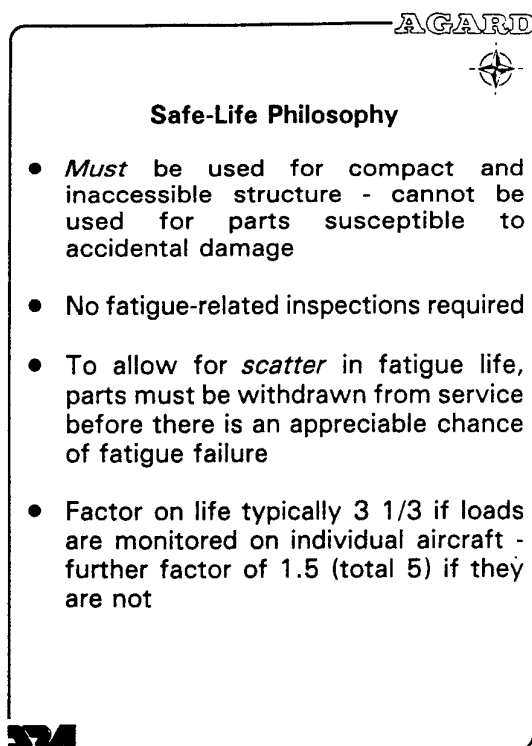 AGARD
Safe-Life Philosophy
• Must be used for compact and
inaccessible structure - cannot be
used for parts susceptible to
accidental damage
• No fatigue-related inspections required
• To allow for scatter in fatigue life,
parts must be withdrawn from service
before there is an appreciable chance
of fatigue failure
• Factor on life typically 3 1/3 if loads
are monitored on individual aircraft -
further factor of 1.5 (total 5) if they
are not